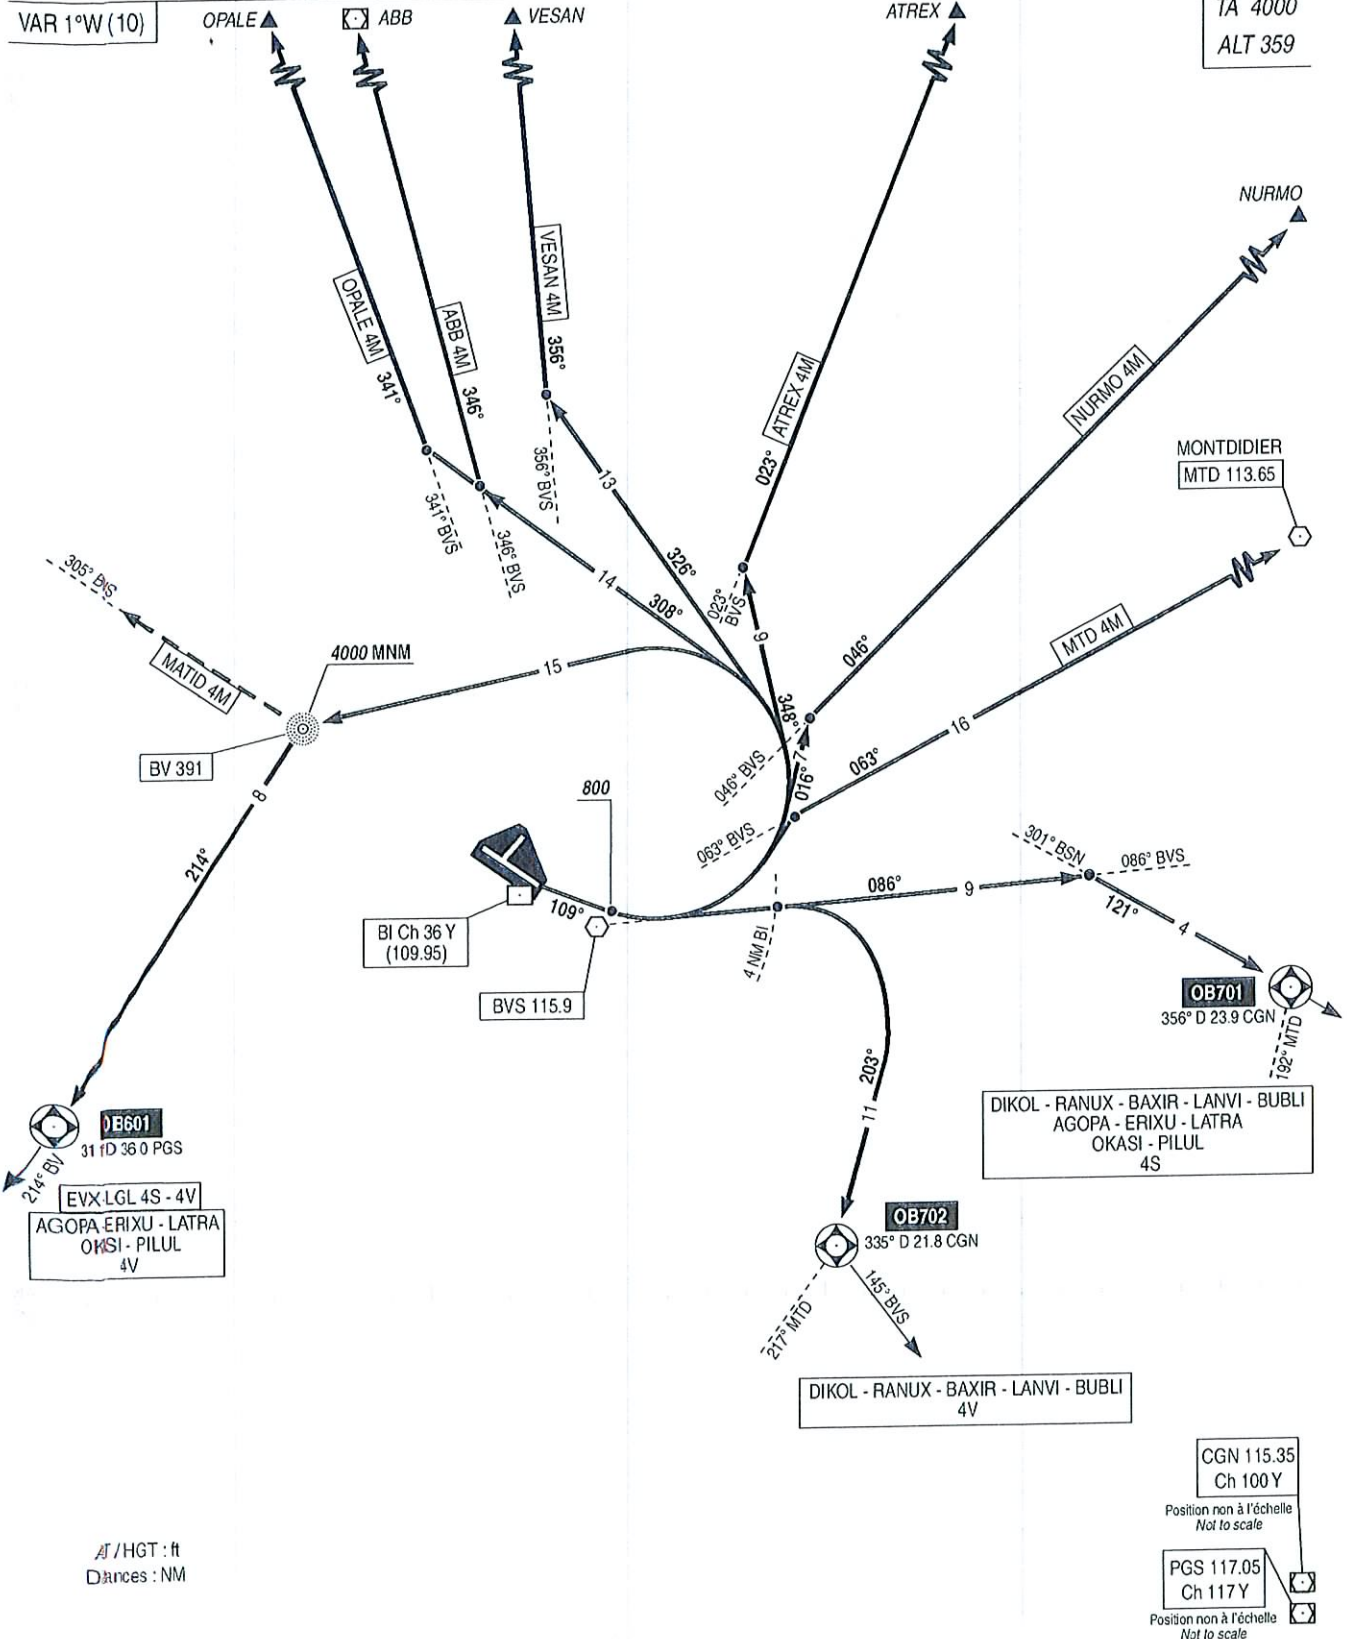 VAR 1°W (10)
OPALE
ABB
VESAN
ATREX
TA 4000
ALT 359
NURMO
OPALE 4M
341°
ABB 4M
346°
VESAN 4M
356°
ATREX 4M
023°
NURMO 4M
046°
MONTDIDIER
MTD 113.65
341° BVS
346° BVS
356° BVS
13
326°
14
308°
023°
BVS
9
348°
MTD 4M
16
063°
305° BVS
MATID 4M
4000 MNM
15
BV 391
046° BVS
7
016°
063° BVS
8
214°
800
109°
BI Ch 36 Y
(109.95)
BVS 115.9
4 NM BI
086°
9
301° BSN
086° BVS
121°
4
OB701
356° D 23.9 CGN
192° MTD
DIKOL - RANUX - BAXIR - LANVI - BUBLI
AGOPA - ERIXU - LATRA
OKASI - PILUL
4S
203°
11
OB702
335° D 21.8 CGN
217° MTD
145° BVS
DIKOL - RANUX - BAXIR - LANVI - BUBLI
4V
OB601
D 36 0 PGS
214° BV
EVX LGL 4S - 4V
AGOPA ERIXU - LATRA
- PILUL
4V
/ HGT : ft
: NM
CGN 115.35
Ch 100 Y
Position non à l'échelle
Not to scale
PGS 117.05
Ch 117 Y
Position non à l'échelle
Not to scale